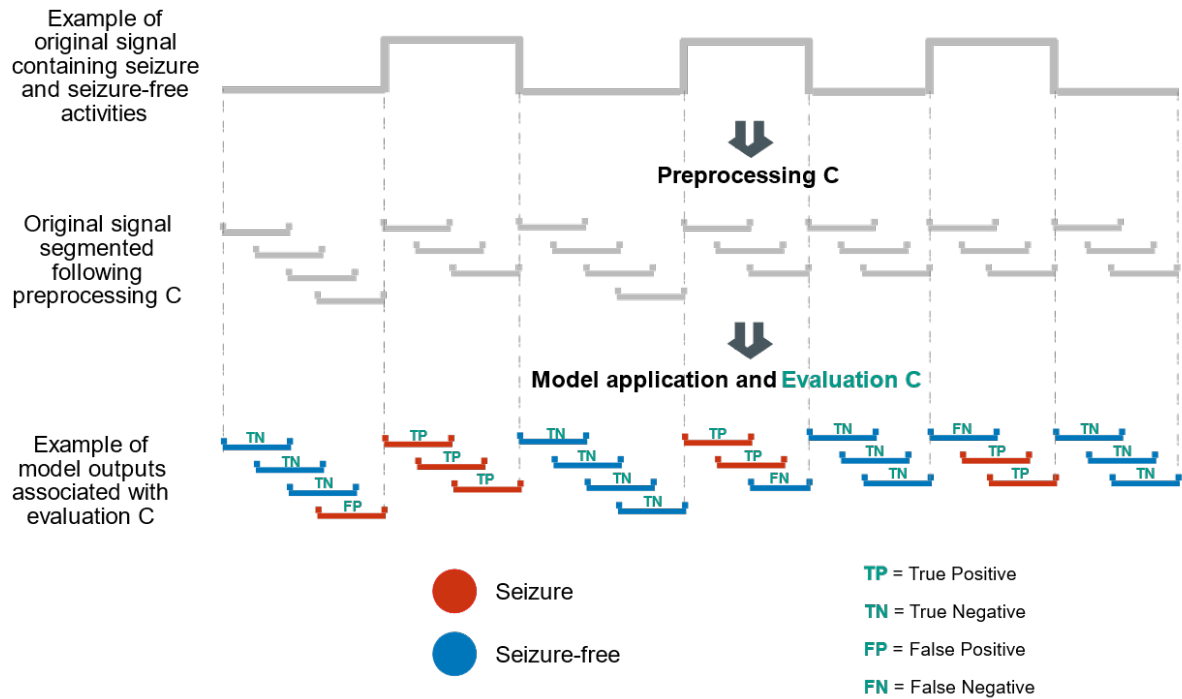 Example of
original signal
containing seizure
and seizure-free
activities
Preprocessing C
Original signal
segmented
following
preprocessing C
Model application and Evaluation C
Example of
model outputs
associated with
evaluation C
TN
TN
TN
FP
TP
TP
TP
TN
TN
TN
TN
TP
TP
FN
TN
TN
TN
FN
TP
TP
TN
TN
TN
Seizure
Seizure-free
TP = True Positive
TN = True Negative
FP = False Positive
FN = False Negative